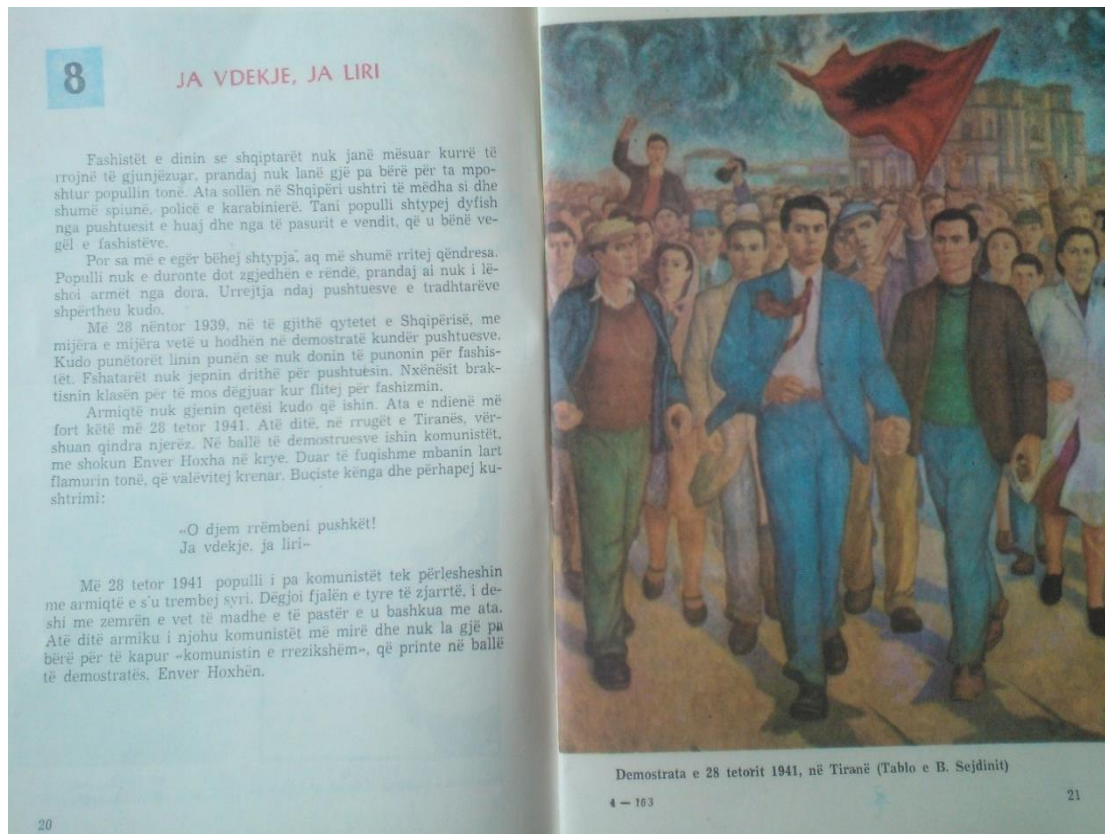 8
JA VDEKJE, JA LIRI
Fashistët e dinin se shqiptarët nuk janë mësuar kurrë të
rrojnë të gjunjëzuar, prandaj nuk lanë gjë pa bërë për ta mpo-
shtur popullin tonë. Ata sollën në Shqipëri ushtri të mëdha si dhe
shumë spiunë, policë e karabinierë. Tani populli shtypej dyfish
nga pushtuesit e huaj dhe nga të pasurit e vendit, që u bënë ve-
gël e fashistëve.
Por sa më e egër bëhej shtypja, aq më shumë rritej qëndresa.
Populli nuk e duronte dot zgjedhën e rëndë, prandaj ai nuk i lë-
shoi armët nga dora. Urrejtja ndaj pushtuesve e tradhtarëve
shpërtheu kudo.
Më 28 nëntor 1939, në të gjithë qytetet e Shqipërisë, me
mijëra e mijëra vetë u hodhën në demostratë kundër pushtuesve.
Kudo punëtorët linin punën se nuk donin të punonin për fashis-
tët. Fshatarët nuk jepnin drithë për pushtuesin. Nxënësit brak-
tisnin klasën për të mos dëgjuar kur flitej për fashizmin.
Armiqtë nuk gjenin qetësi kudo që ishin. Ata e ndienë më
fort këtë më 28 tetor 1941. Atë ditë, në rrugët e Tiranës, vër-
shuan qindra njerëz. Në ballë të demostruesve ishin komunistët,
me shokun Enver Hoxha në krye. Duar të fuqishme mbanin lart
flamurin tonë, që valëvitej krenar. Buçiste kënga dhe përhapej ku-
shtrimi:
«O djem rrëmbeni pushkët!
Ja vdekje, ja liri»
Më 28 tetor 1941 populli i pa komunistët tek përlesheshin
me armiqtë e s'u trembej syri. Dëgjoi fjalën e tyre të zjarrtë, i de-
shi me zemrën e vet të madhe e të pastër e u bashkua me ata.
Atë ditë armiku i njohu komunistët më mirë dhe nuk la gjë pa
bërë për të kapur «komunistin e rrezikshëm», që printe në ballë
të demostratës, Enver Hoxhën.
20
Demostrata e 28 tetorit 1941, në Tiranë (Tablo e B. Sejdinit)
4 — 103
21